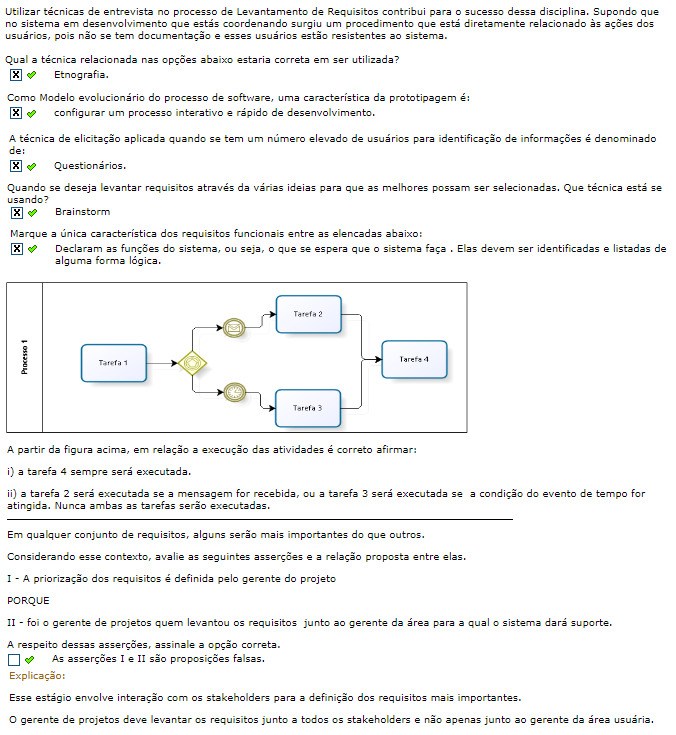 Utilizar técnicas de entrevista no processo de Levantamento de Requisitos contribui para o sucesso dessa disciplina. Supondo que
no sistema em desenvolvimento que estás coordenando surgiu um procedimento que está diretamente relacionado às ações dos
usuários, pois não se tem documentação e esses usuários estão resistentes ao sistema.
Qual a técnica relacionada nas opções abaixo estaria correta em ser utilizada?
X Etnografia.
Como Modelo evolucionário do processo de software, uma característica da prototipagem é:
X configurar um processo interativo e rápido de desenvolvimento.
A técnica de elicitação aplicada quando se tem um número elevado de usuários para identificação de informações é denominado
de:
X Questionários.
Quando se deseja levantar requisitos através da várias ideias para que as melhores possam ser selecionadas. Que técnica está se
usando?
X Brainstorm
Marque a única característica dos requisitos funcionais entre as elencadas abaixo:
X Declaram as funções do sistema, ou seja, o que se espera que o sistema faça . Elas devem ser identificadas e listadas de
alguma forma lógica.
Processo 1
Tarefa 1
Tarefa 2
Tarefa 3
Tarefa 4
A partir da figura acima, em relação a execução das atividades é correto afirmar:
i) a tarefa 4 sempre será executada.
ii) a tarefa 2 será executada se a mensagem for recebida, ou a tarefa 3 será executada se a condição do evento de tempo for
atingida. Nunca ambas as tarefas serão executadas.
Em qualquer conjunto de requisitos, alguns serão mais importantes do que outros.
Considerando esse contexto, avalie as seguintes asserções e a relação proposta entre elas.
I - A priorização dos requisitos é definida pelo gerente do projeto
PORQUE
II - foi o gerente de projetos quem levantou os requisitos junto ao gerente da área para a qual o sistema dará suporte.
A respeito dessas asserções, assinale a opção correta.
As asserções I e II são proposições falsas.
Explicação:
Esse estágio envolve interação com os stakeholders para a definição dos requisitos mais importantes.
O gerente de projetos deve levantar os requisitos junto a todos os stakeholders e não apenas junto ao gerente da área usuária.